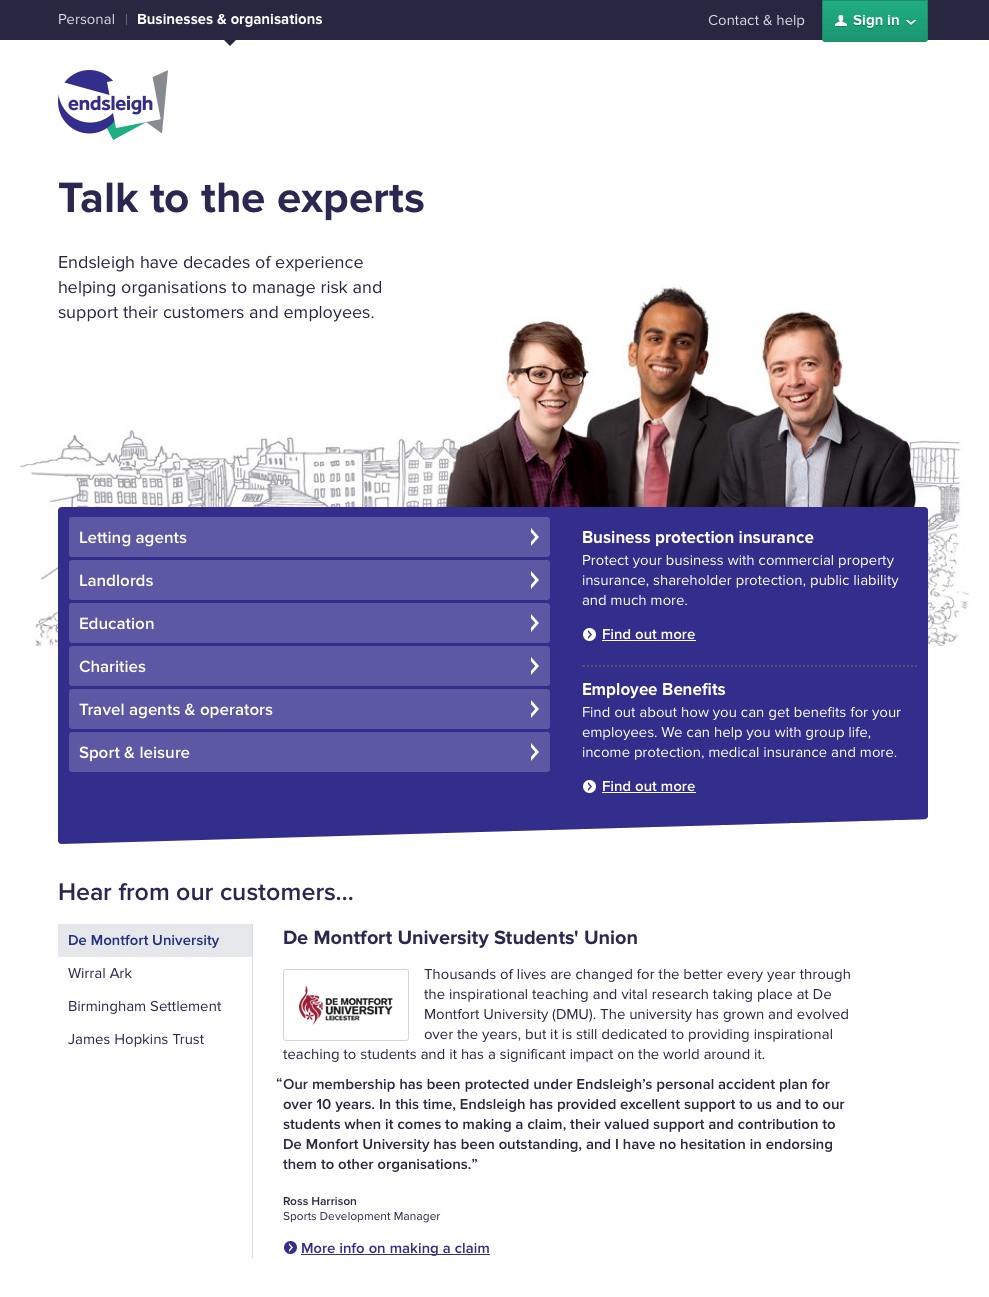 Personal
Businesses & organisations
Contact & help
Sign in
endsleigh
Talk to the experts
Endsleigh have decades of experience
helping organisations to manage risk and
support their customers and employees.
Letting agents
Landlords
Education
Charities
Travel agents & operators
Sport & leisure
Business protection insurance
Protect your business with commercial property
insurance, shareholder protection, public liability
and much more.
Find out more
Employee Benefits
Find out about how you can get benefits for your
employees. We can help you with group life,
income protection, medical insurance and more.
Find out more
Hear from our customers...
De Montfort University
Wirral Ark
Birmingham Settlement
James Hopkins Trust
De Montfort University Students' Union
DE MONTFORT
UNIVERSITY
LEICESTER
Thousands of lives are changed for the better every year through
the inspirational teaching and vital research taking place at De
Montfort University (DMU). The university has grown and evolved
over the years, but it is still dedicated to providing inspirational
teaching to students and it has a significant impact on the world around it.
“Our membership has been protected under Endsleigh’s personal accident plan for
over 10 years. In this time, Endsleigh has provided excellent support to us and to our
students when it comes to making a claim, their valued support and contribution to
De Monfort University has been outstanding, and I have no hesitation in endorsing
them to other organisations.”
Ross Harrison
Sports Development Manager
More info on making a claim